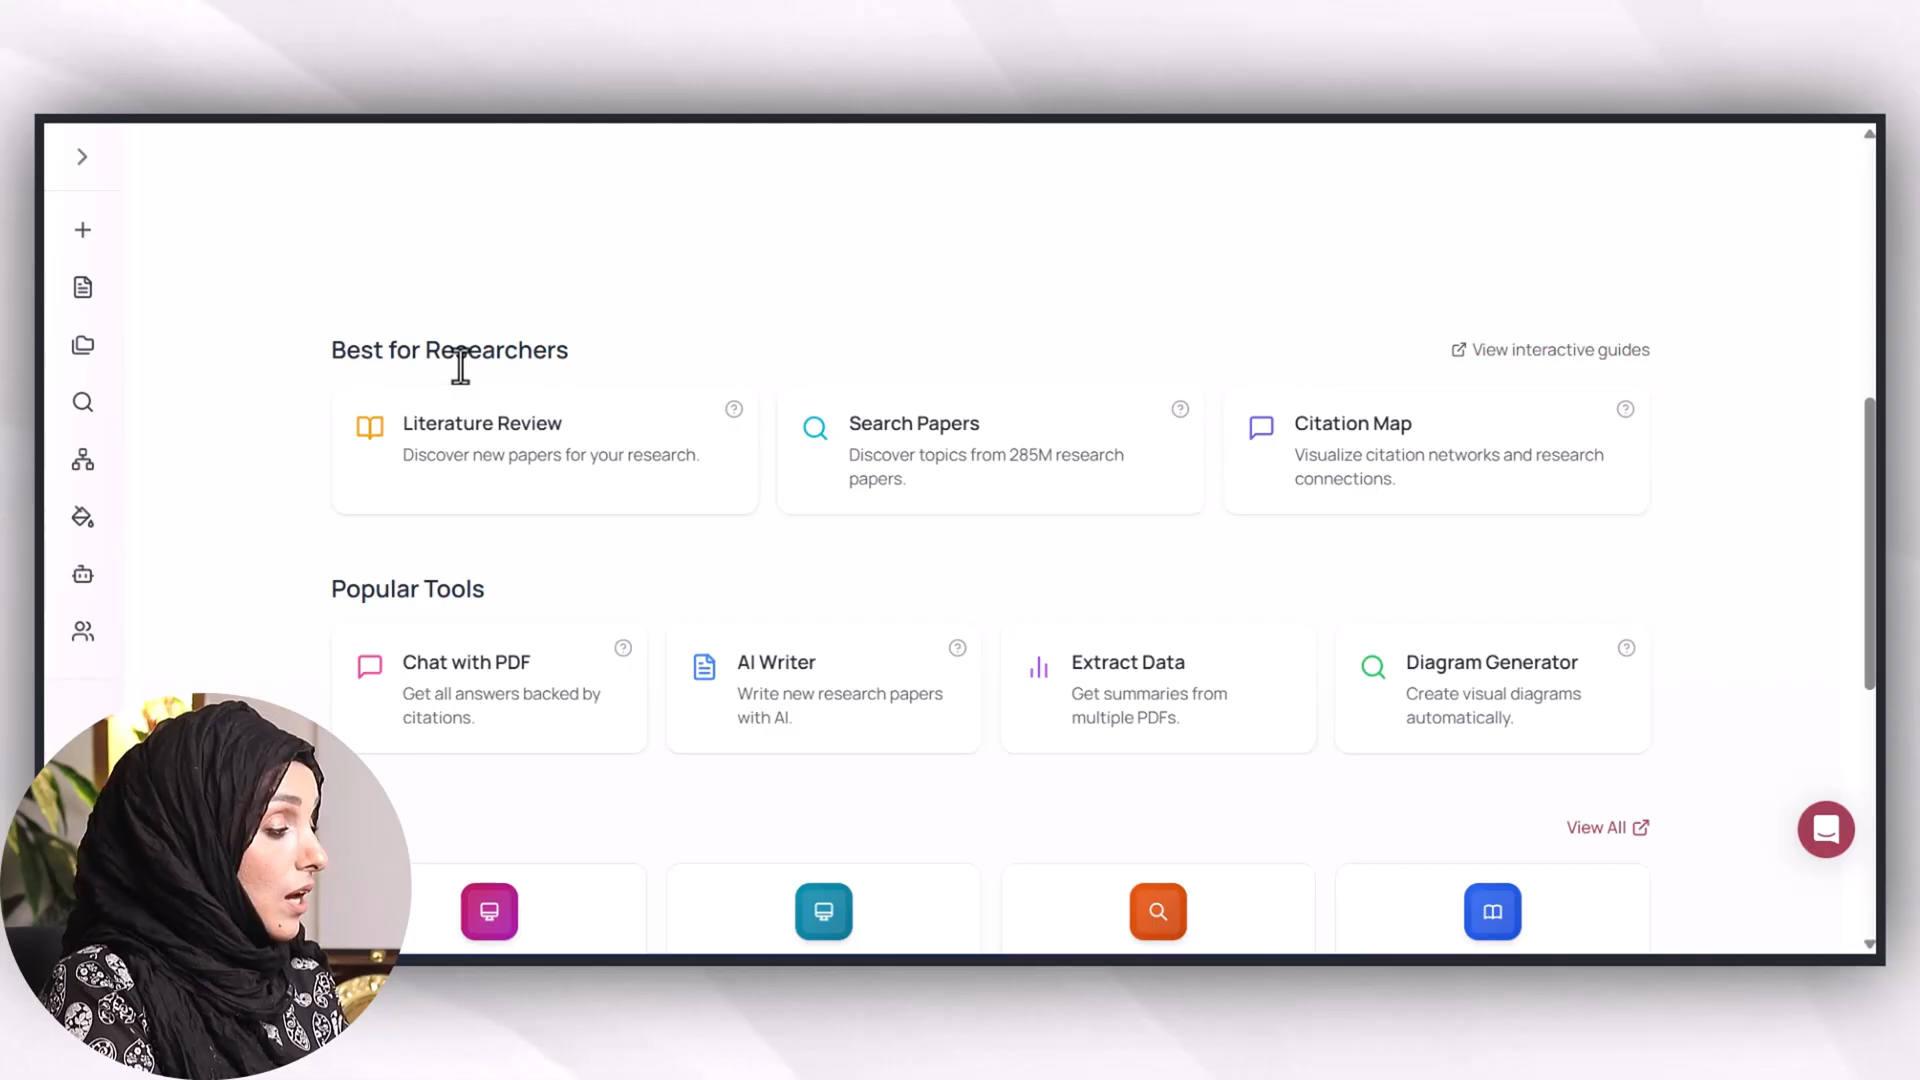 Best for Researchers
View interactive guides
Literature Review
Discover new papers for your research.
Search Papers
Discover topics from 285M research
papers.
Citation Map
Visualize citation networks and research
connections.
Popular Tools
Chat with PDF
Get all answers backed by
citations.
AI Writer
Write new research papers
with AI.
Extract Data
Get summaries from
multiple PDFs.
Diagram Generator
Create visual diagrams
automatically.
View All